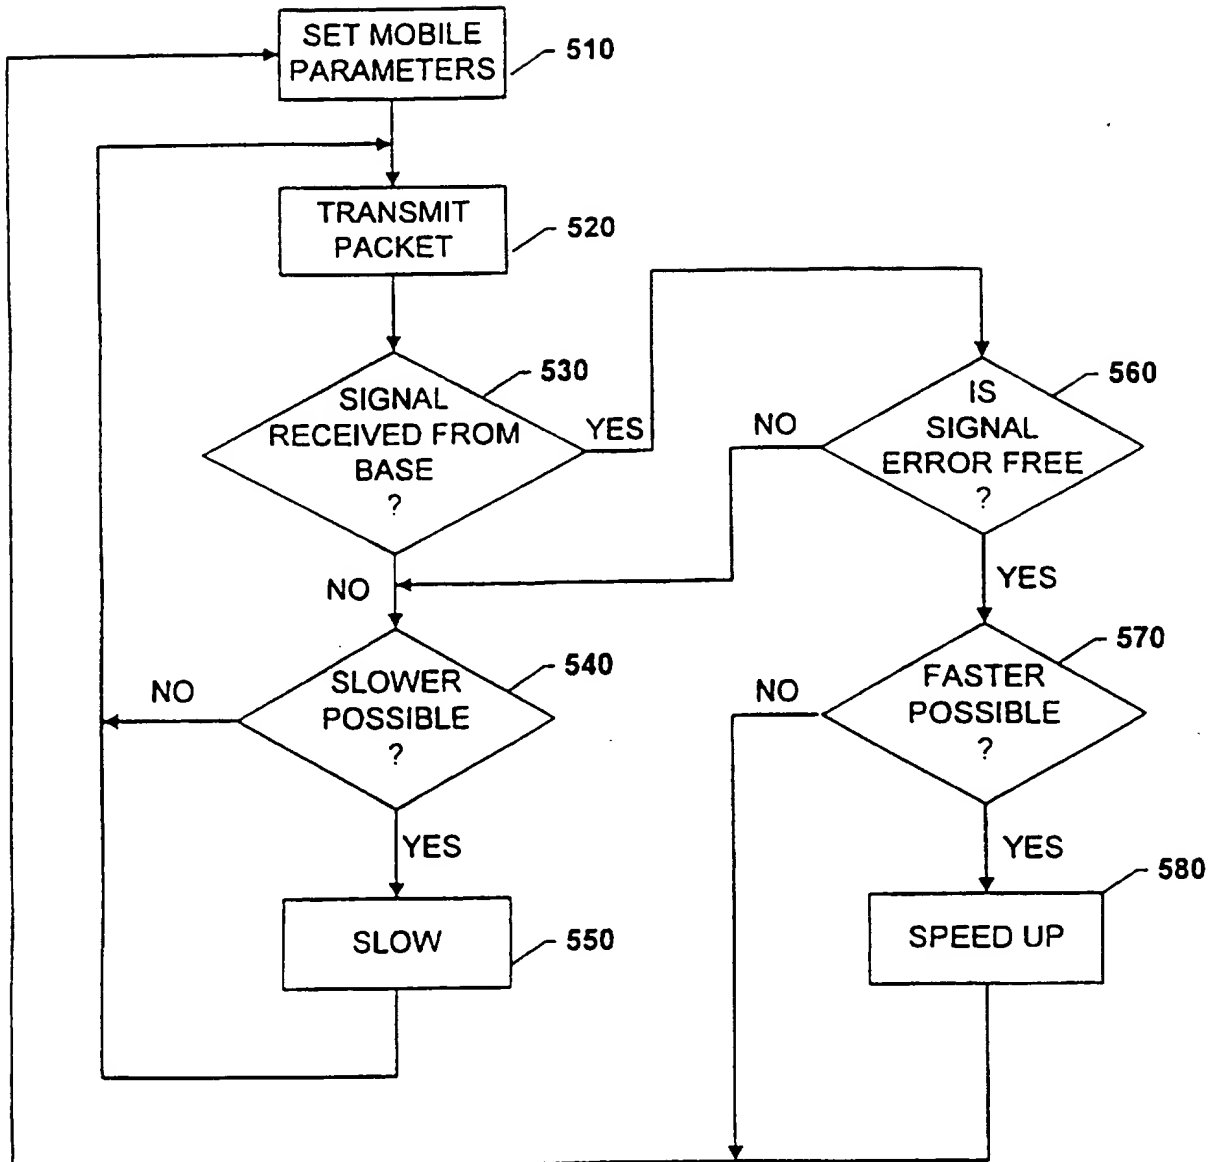 SET MOBILE
PARAMETERS
510
TRANSMIT
PACKET
520
SIGNAL
RECEIVED FROM
BASE
?
530
YES
NO
IS
SIGNAL
ERROR FREE
?
560
NO
YES
SLOWER
POSSIBLE
?
540
NO
YES
FASTER
POSSIBLE
?
570
NO
YES
SLOW
550
SPEED UP
580